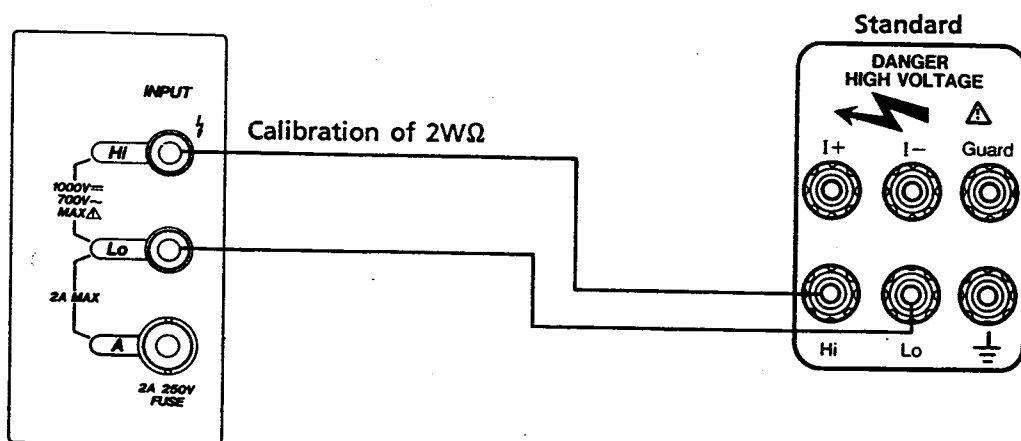 Standard
DANGER
HIGH VOLTAGE
INPUT
Calibration of 2WΩ
Hi
1000V⎓
700V~
MAX⚠
Lo
2A MAX
A
2A 250V
FUSE
I+ I− Guard
Hi Lo